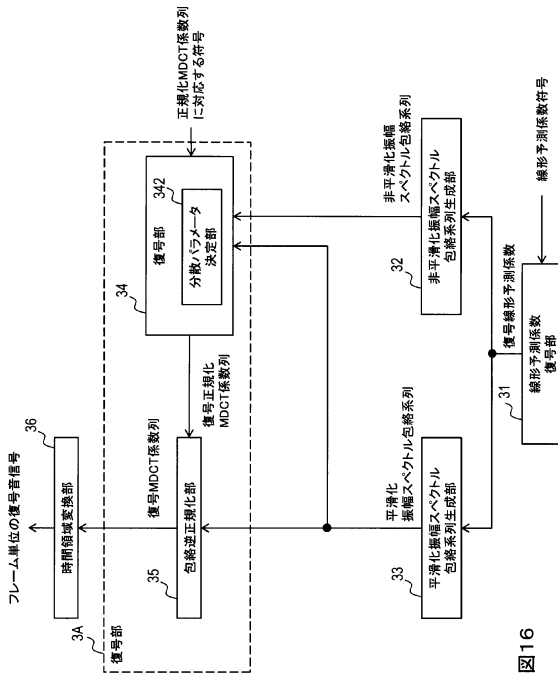 図16
線形予測係数符号
31
線形予測係数
復号部
復号線形予測係数
32
非平滑化振幅スペクトル
包絡系列生成部
非平滑化振幅
スペクトル包絡系列
33
平滑化振幅スペクトル
包絡系列生成部
平滑化
振幅スペクトル包絡系列
3A
復号部
正規化MDCT係数列
に対応する符号
34
復号部
342
分散パラメータ
決定部
復号正規化
MDCT係数列
35
包絡逆正規化部
復号MDCT係数列
36
時間領域変換部
フレーム単位の復号音信号